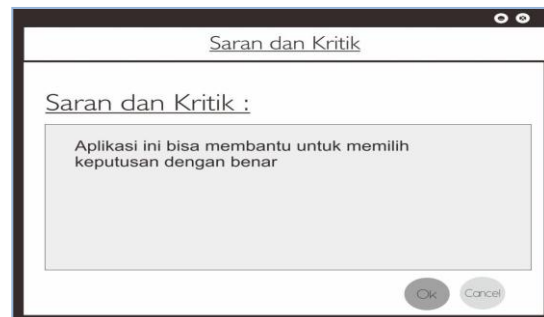 Saran dan Kritik
Saran dan Kritik :
Aplikasi ini bisa membantu untuk memilih
keputusan dengan benar
Ok Cancel